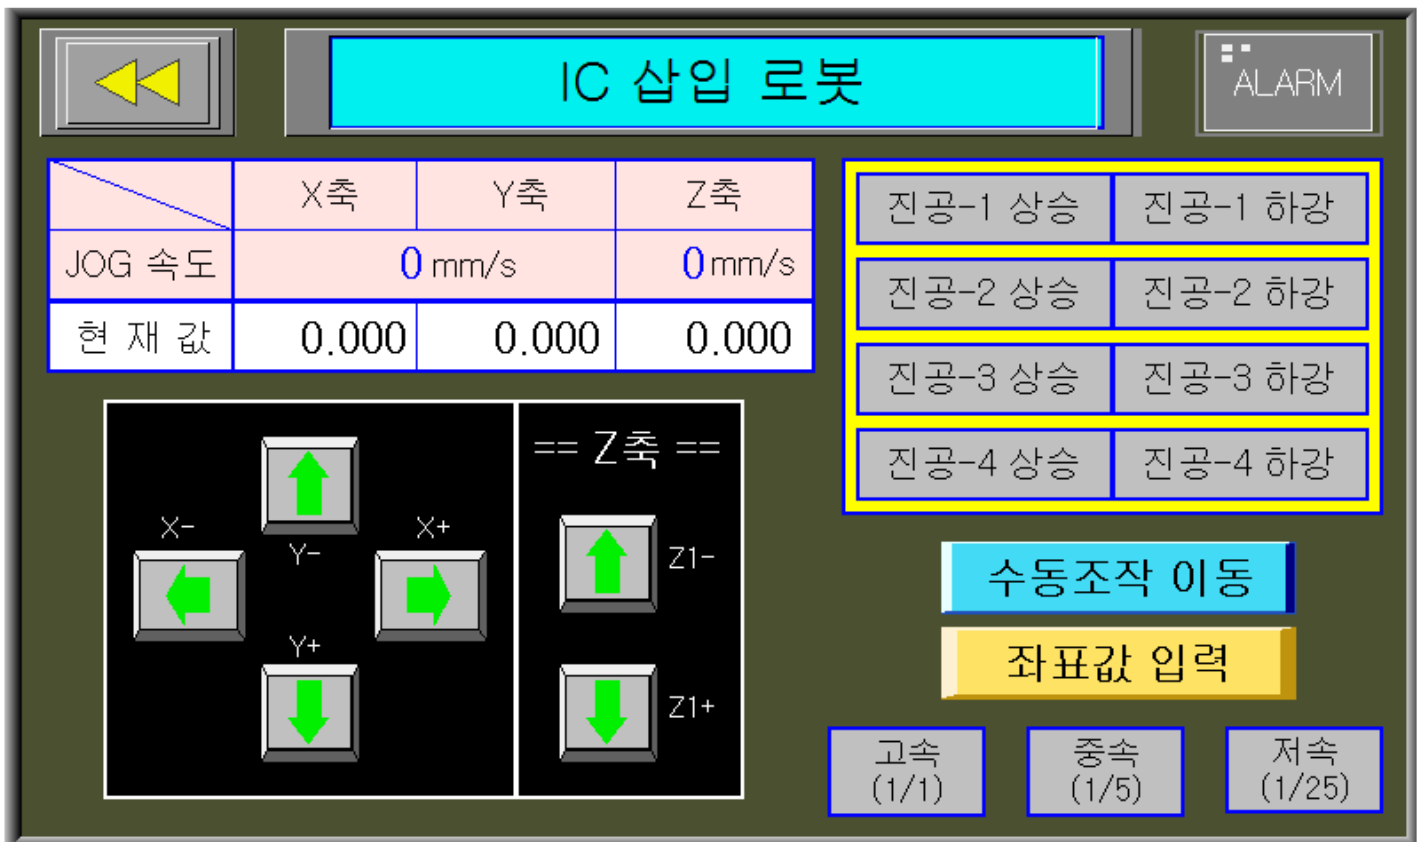 IC 삽입 로봇
ALARM
X축 Y축 Z축
JOG 속도 0 mm/s 0 mm/s
현 재 값 0.000 0.000 0.000
진공-1 상승 진공-1 하강
진공-2 상승 진공-2 하강
진공-3 상승 진공-3 하강
진공-4 상승 진공-4 하강
== Z축 ==
X- X+
Y-
Z1-
Y+
Z1+
수동조작 이동
좌표값 입력
고속 중속 저속
(1/1) (1/5) (1/25)